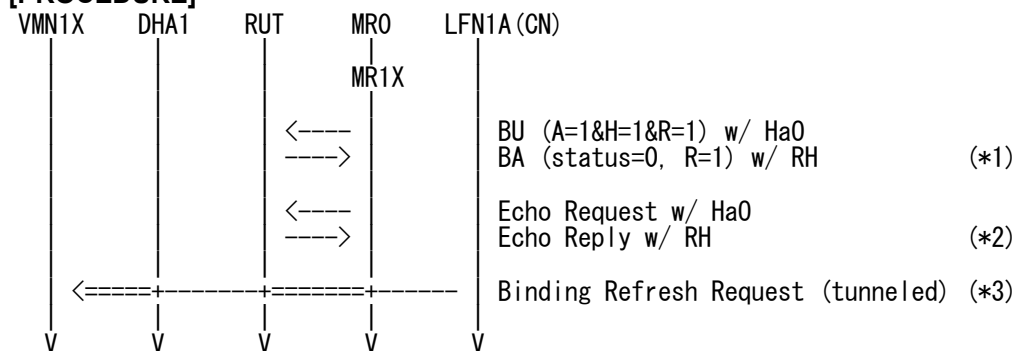 [PROCEDURE]
VMN1X DHA1 RUT MR0 LFN1A(CN)
MR1X
<---- BU (A=1&H=1&R=1) w/ HaO
----> BA (status=0, R=1) w/ RH (*1)
<---- Echo Request w/ HaO
----> Echo Reply w/ RH (*2)
<=====+-------+=======+------- Binding Refresh Request (tunneled) (*3)
V V V V V